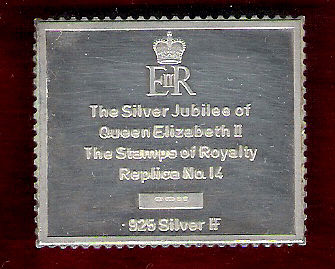 EIIR
The Silver Jubilee of
Queen Elizabeth II
The Stamps of Royalty
Replica No. 14
925 Silver